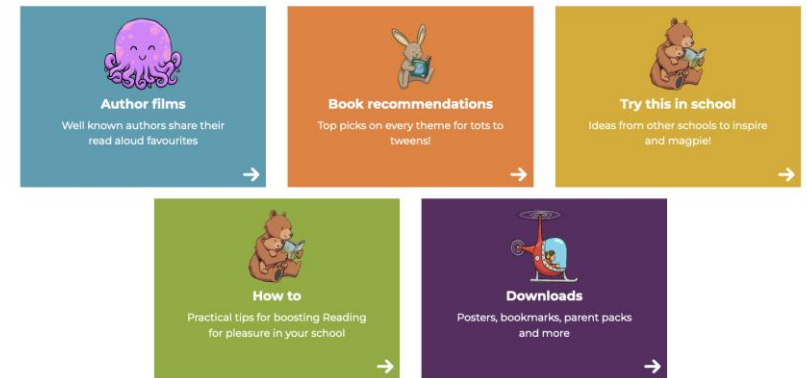 Author films
Well known authors share their
read aloud favourites
Book recommendations
Top picks on every theme for tots to
tweens!
Try this in school
Ideas from other schools to inspire
and magpie!
How to
Practical tips for boosting Reading
for pleasure in your school
Downloads
Posters, bookmarks, parent packs
and more